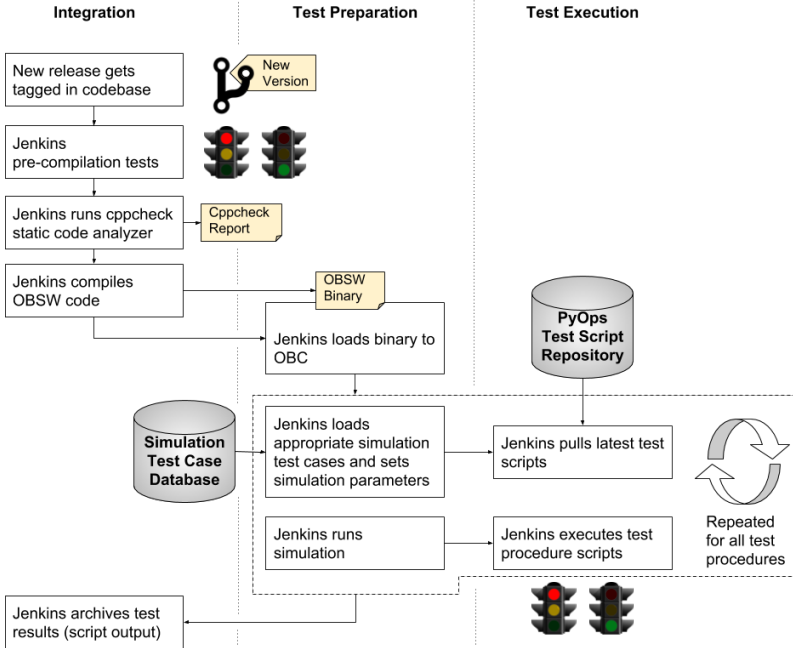 Integration
Test Preparation
Test Execution
New release gets
tagged in codebase
New
Version
Jenkins
pre-compilation tests
Jenkins runs cppcheck
static code analyzer
Cppcheck
Report
Jenkins compiles
OBSW code
OBSW
Binary
Jenkins loads binary to
OBC
PyOps
Test Script
Repository
Simulation
Test Case
Database
Jenkins loads
appropriate simulation
test cases and sets
simulation parameters
Jenkins pulls latest test
scripts
Jenkins runs
simulation
Jenkins executes test
procedure scripts
Repeated
for all test
procedures
Jenkins archives test
results (script output)